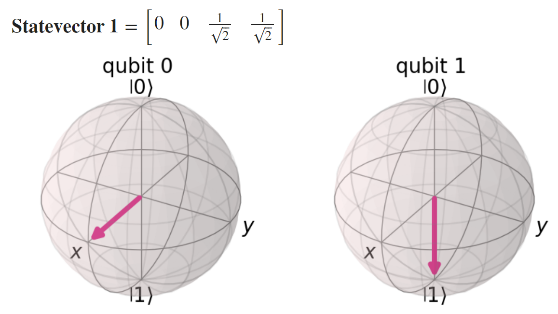 Statevector 1 = [0 0 1/√2 1/√2]
qubit 0 qubit 1
|0⟩ |0⟩
y y
x x
|1⟩ |1⟩